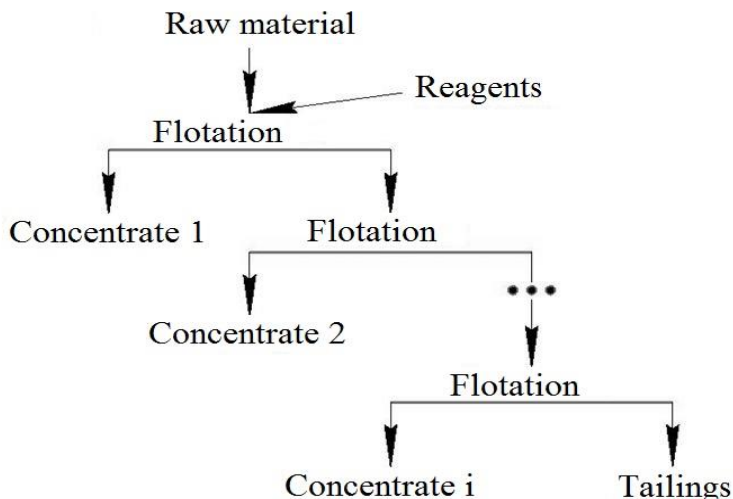 Raw material
Reagents
Flotation
Concentrate 1
Flotation
Concentrate 2
Flotation
Concentrate i
Tailings